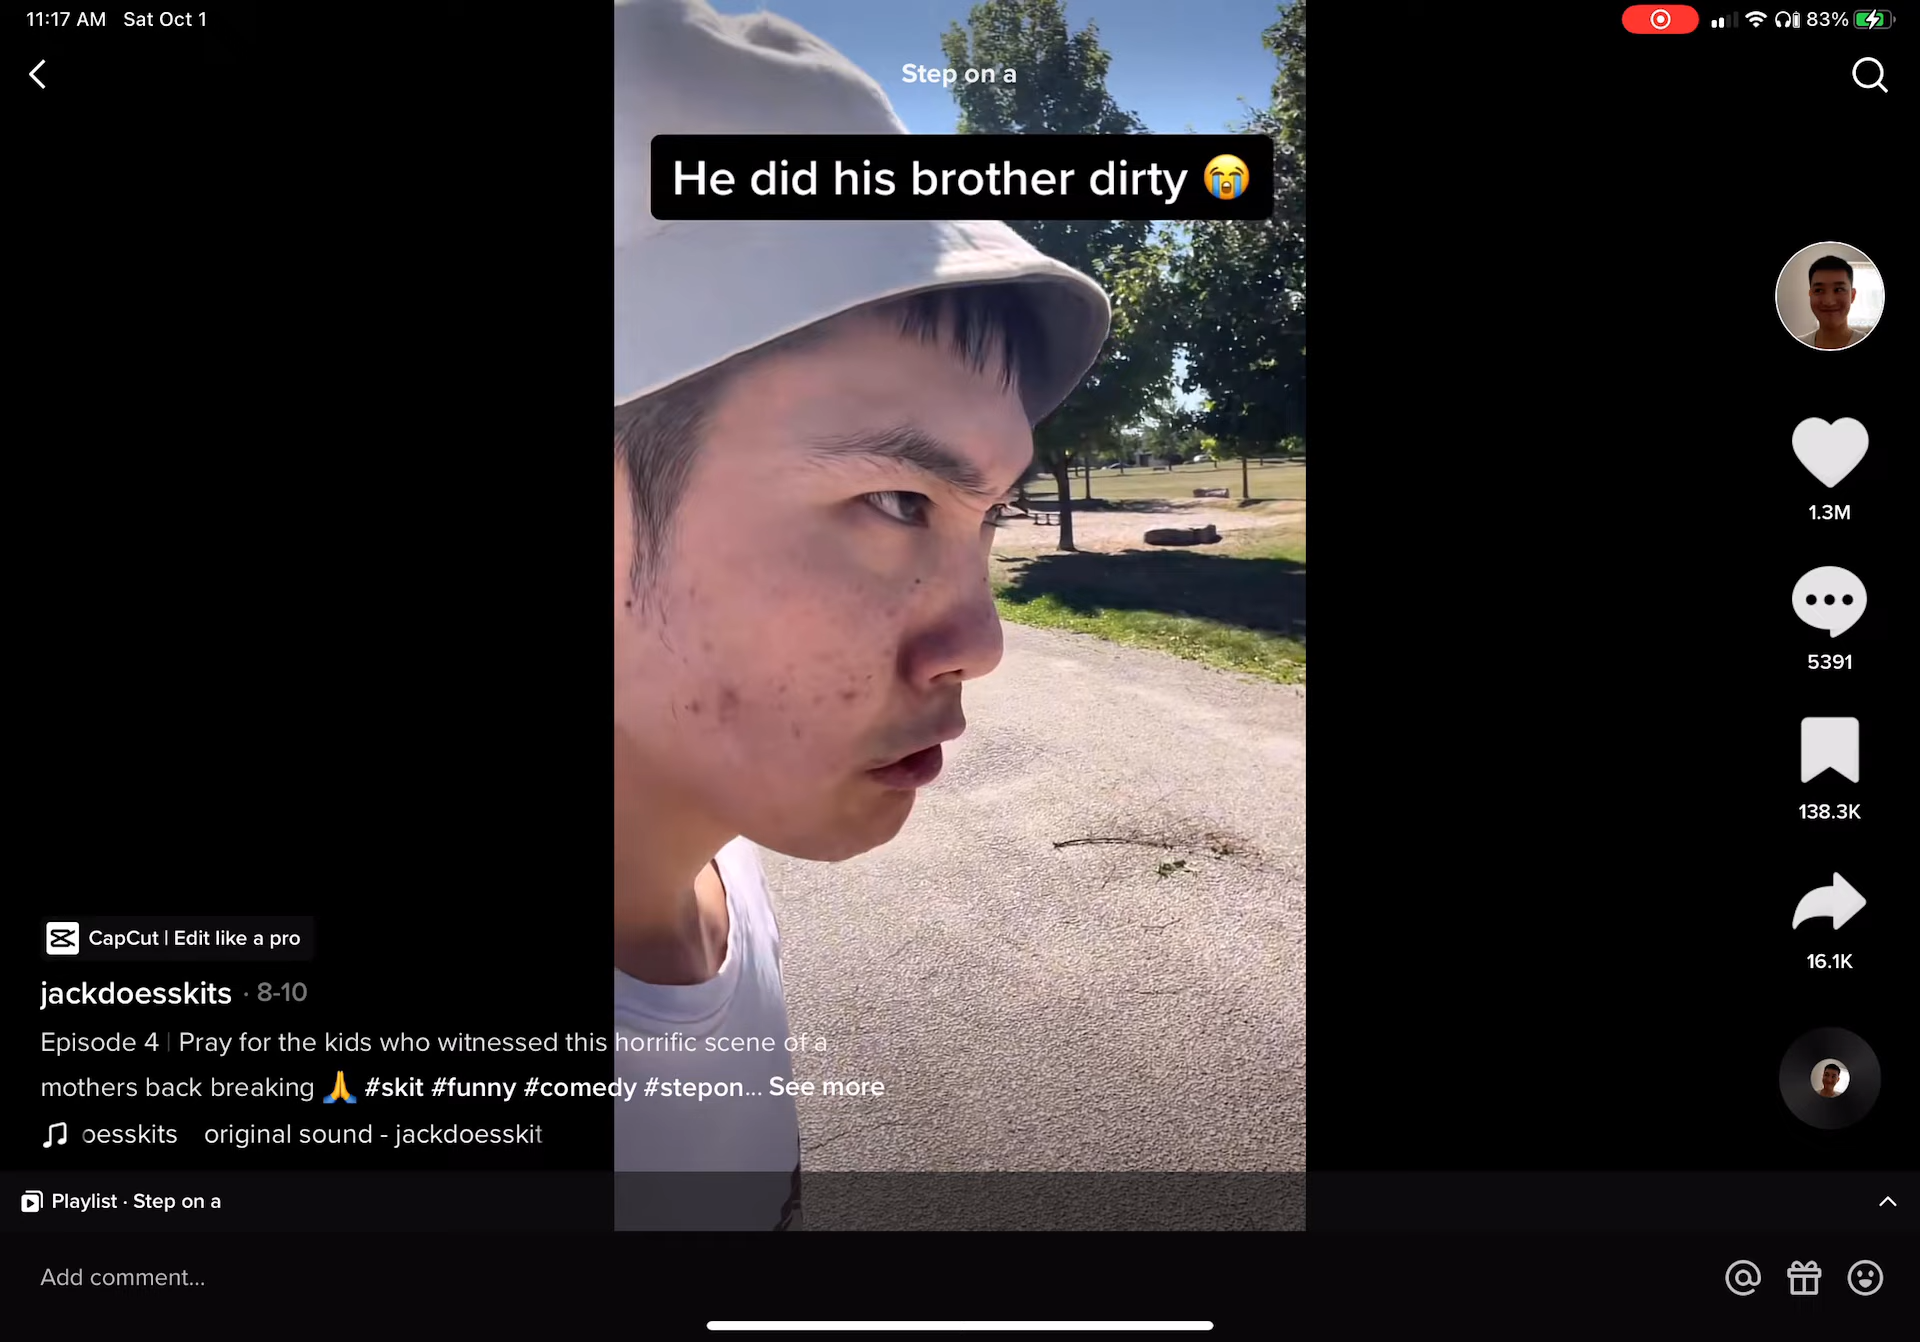 11:17 AM Sat Oct 1
83%
Step on a
He did his brother dirty 😭
1.3M
5391
138.3K
16.1K
CapCut | Edit like a pro
jackdoesskits · 8-10
Episode 4 | Pray for the kids who witnessed this horrific scene of a
mothers back breaking 🙏 #skit #funny #comedy #stepon... See more
oesskits original sound - jackdoesskit
Playlist · Step on a
Add comment...